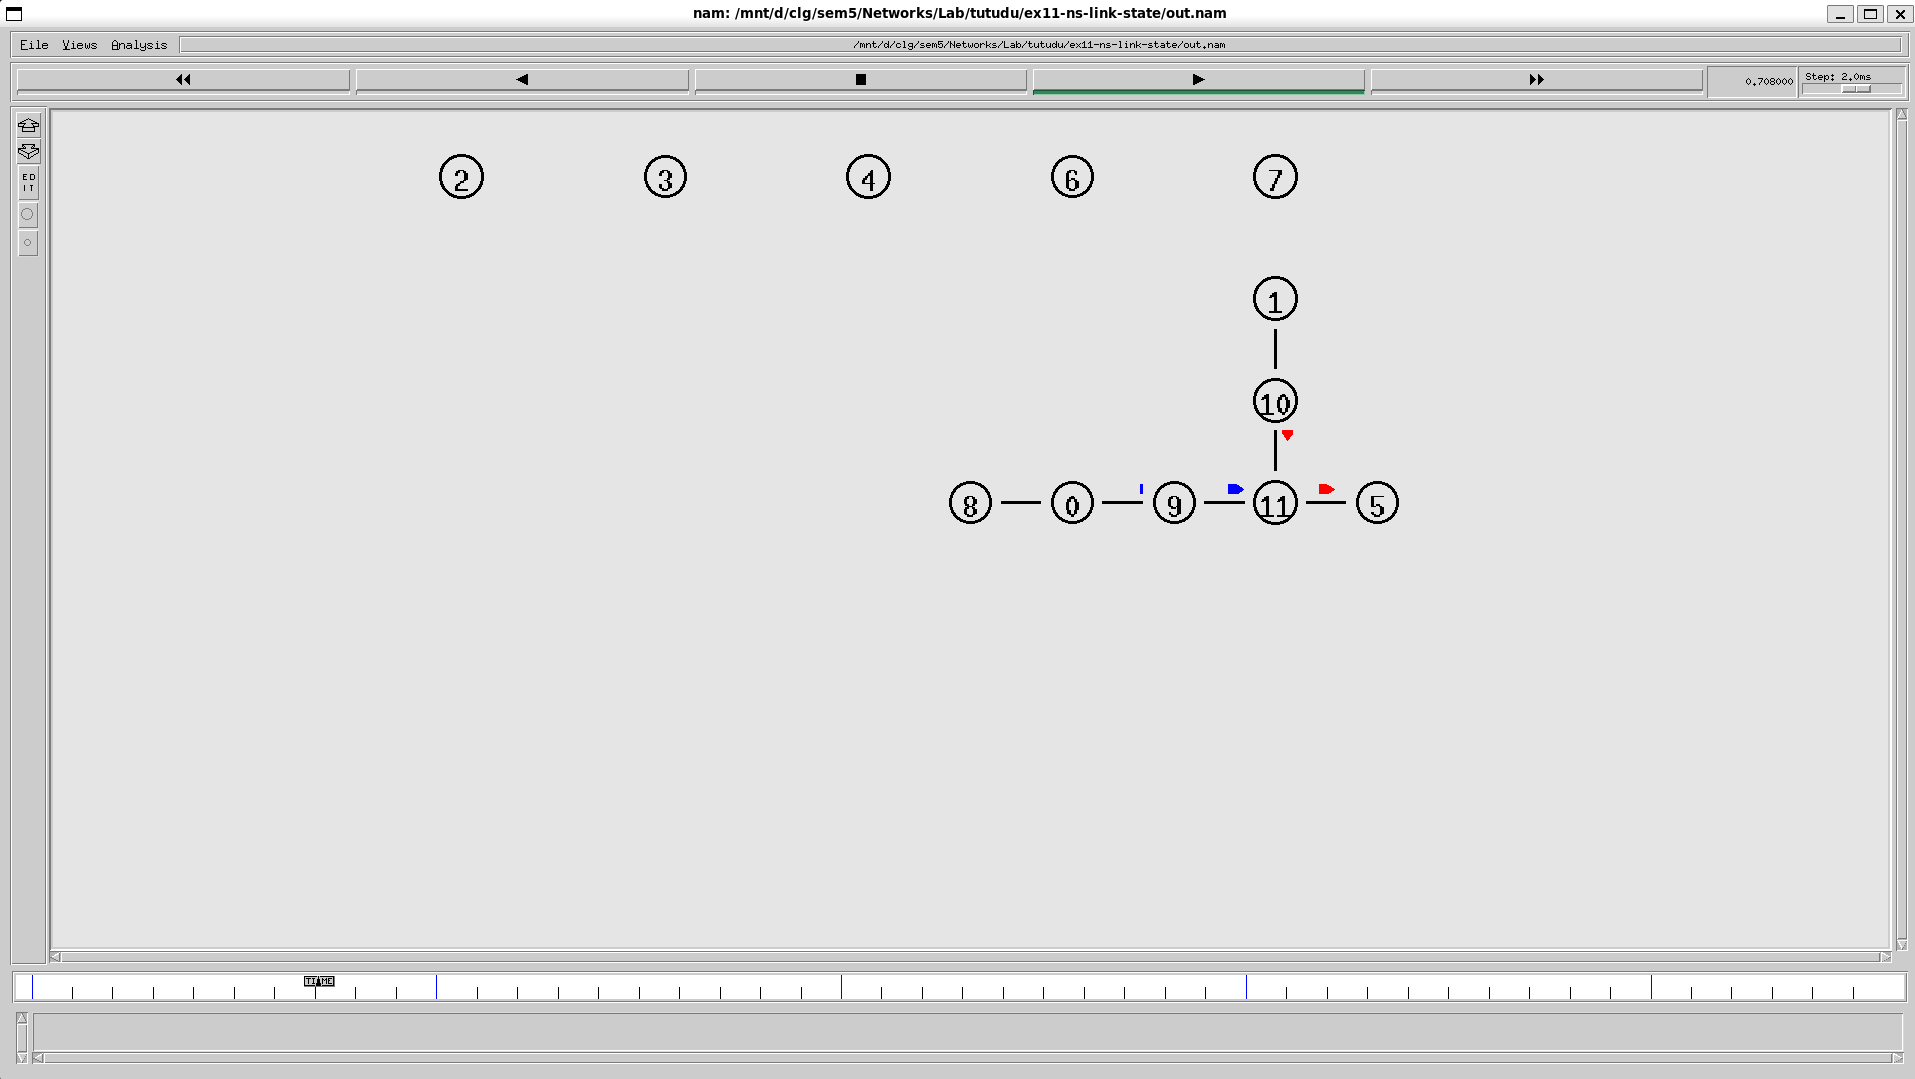 nam: /mnt/d/clg/sem5/Networks/Lab/tutudu/ex11-ns-link-state/out.nam
File Views Analysis /mnt/d/clg/sem5/Networks/Lab/tutudu/ex11-ns-link-state/out.nam
0.708000 Step: 2.0ms
ED
IT
2 3 4 6 7
1
10
8 0 9 11 5
TIME